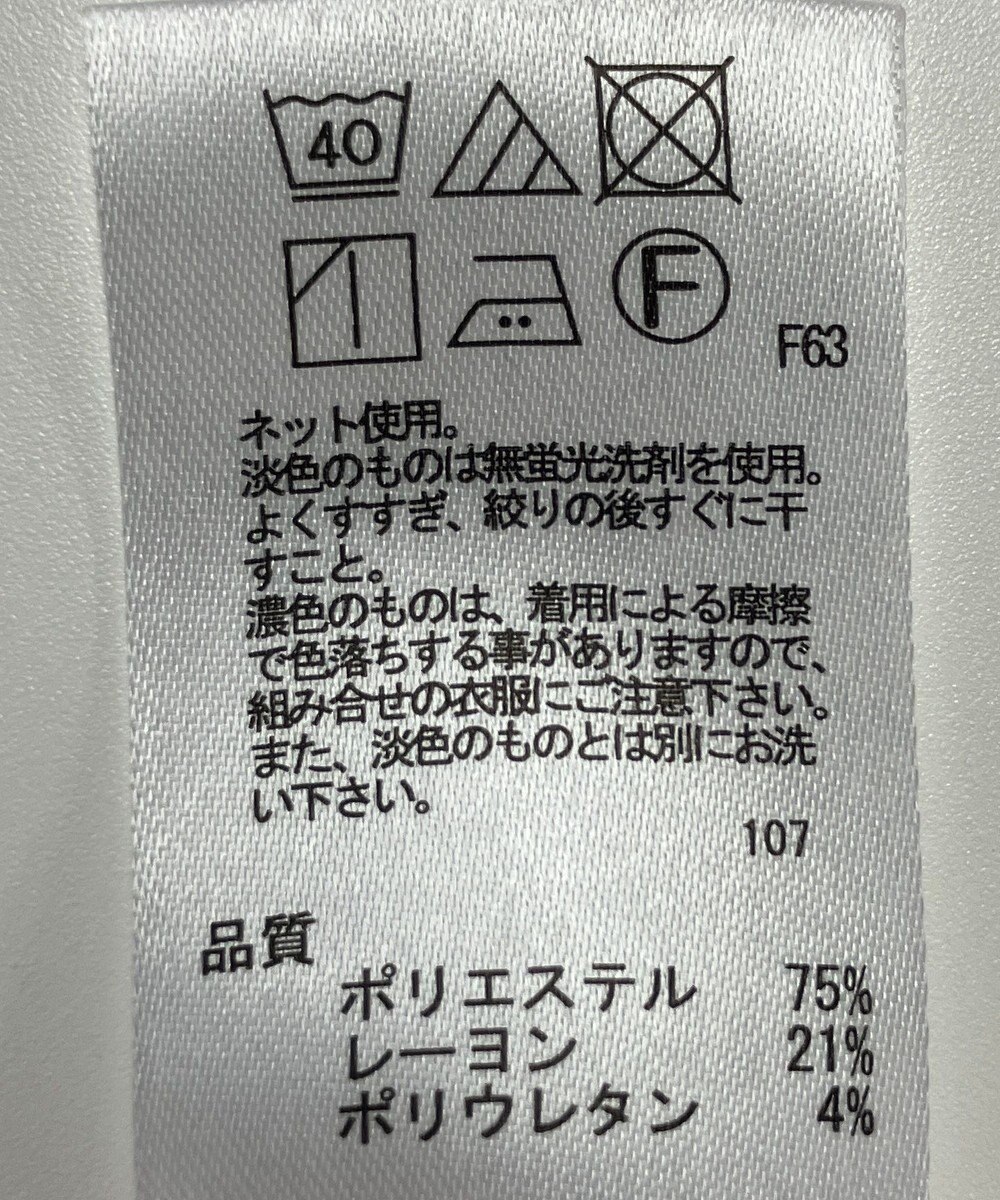 40
F
F63
ネット使用。
淡色のものは無蛍光洗剤を使用。
よくすすぎ、絞りの後すぐに干
すこと。
濃色のものは、着用による摩擦
で色落ちする事がありますので、
組み合せの衣服にご注意下さい。
また、淡色のものとは別にお洗
い下さい。
107
品質
ポリエステル 75%
レーヨン 21%
ポリウレタン 4%